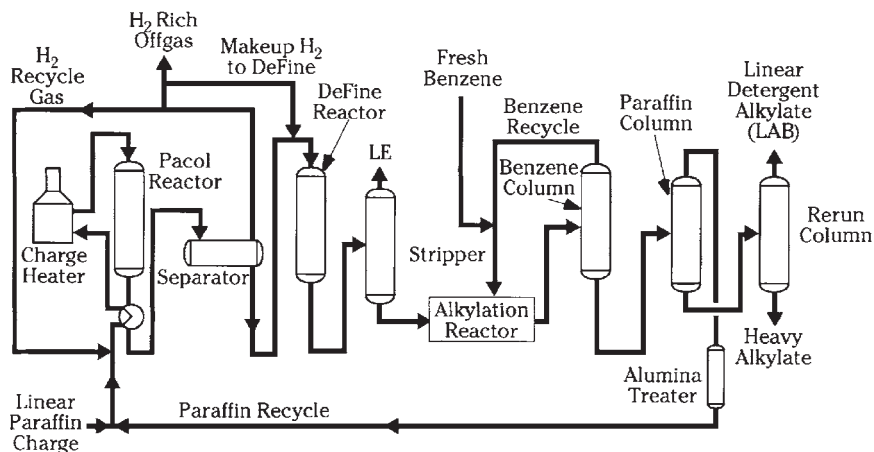 H2 Rich
Offgas
H2
Recycle
Gas
Makeup H2
to DeFine
DeFine
Reactor
Fresh
Benzene
Benzene
Recycle
Paraffin
Column
Linear
Detergent
Alkylate
(LAB)
Pacol
Reactor
LE
Benzene
Column
Charge
Heater
Separator
Stripper
Rerun
Column
Alkylation
Reactor
Heavy
Alkylate
Alumina
Treater
Linear
Paraffin
Charge
Paraffin Recycle